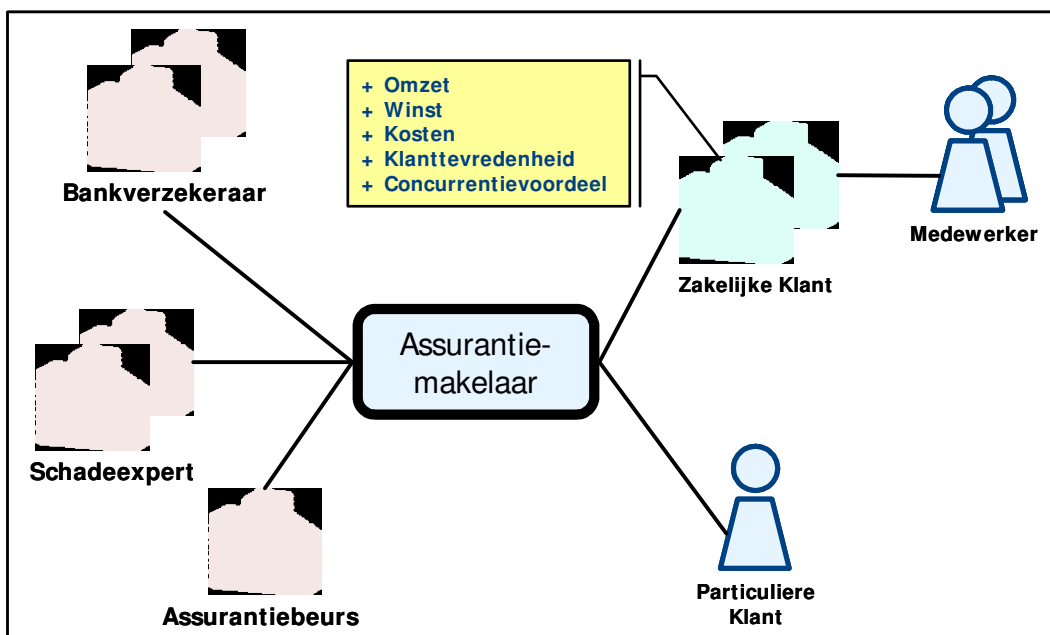 + Omzet
+ Winst
+ Kosten
+ Klanttevredenheid
+ Concurrentievoordeel
Bankverzekeraar
Medewerker
Zakelijke Klant
Assurantie-
makelaar
Schadeexpert
Assurantiebeurs
Particuliere
Klant